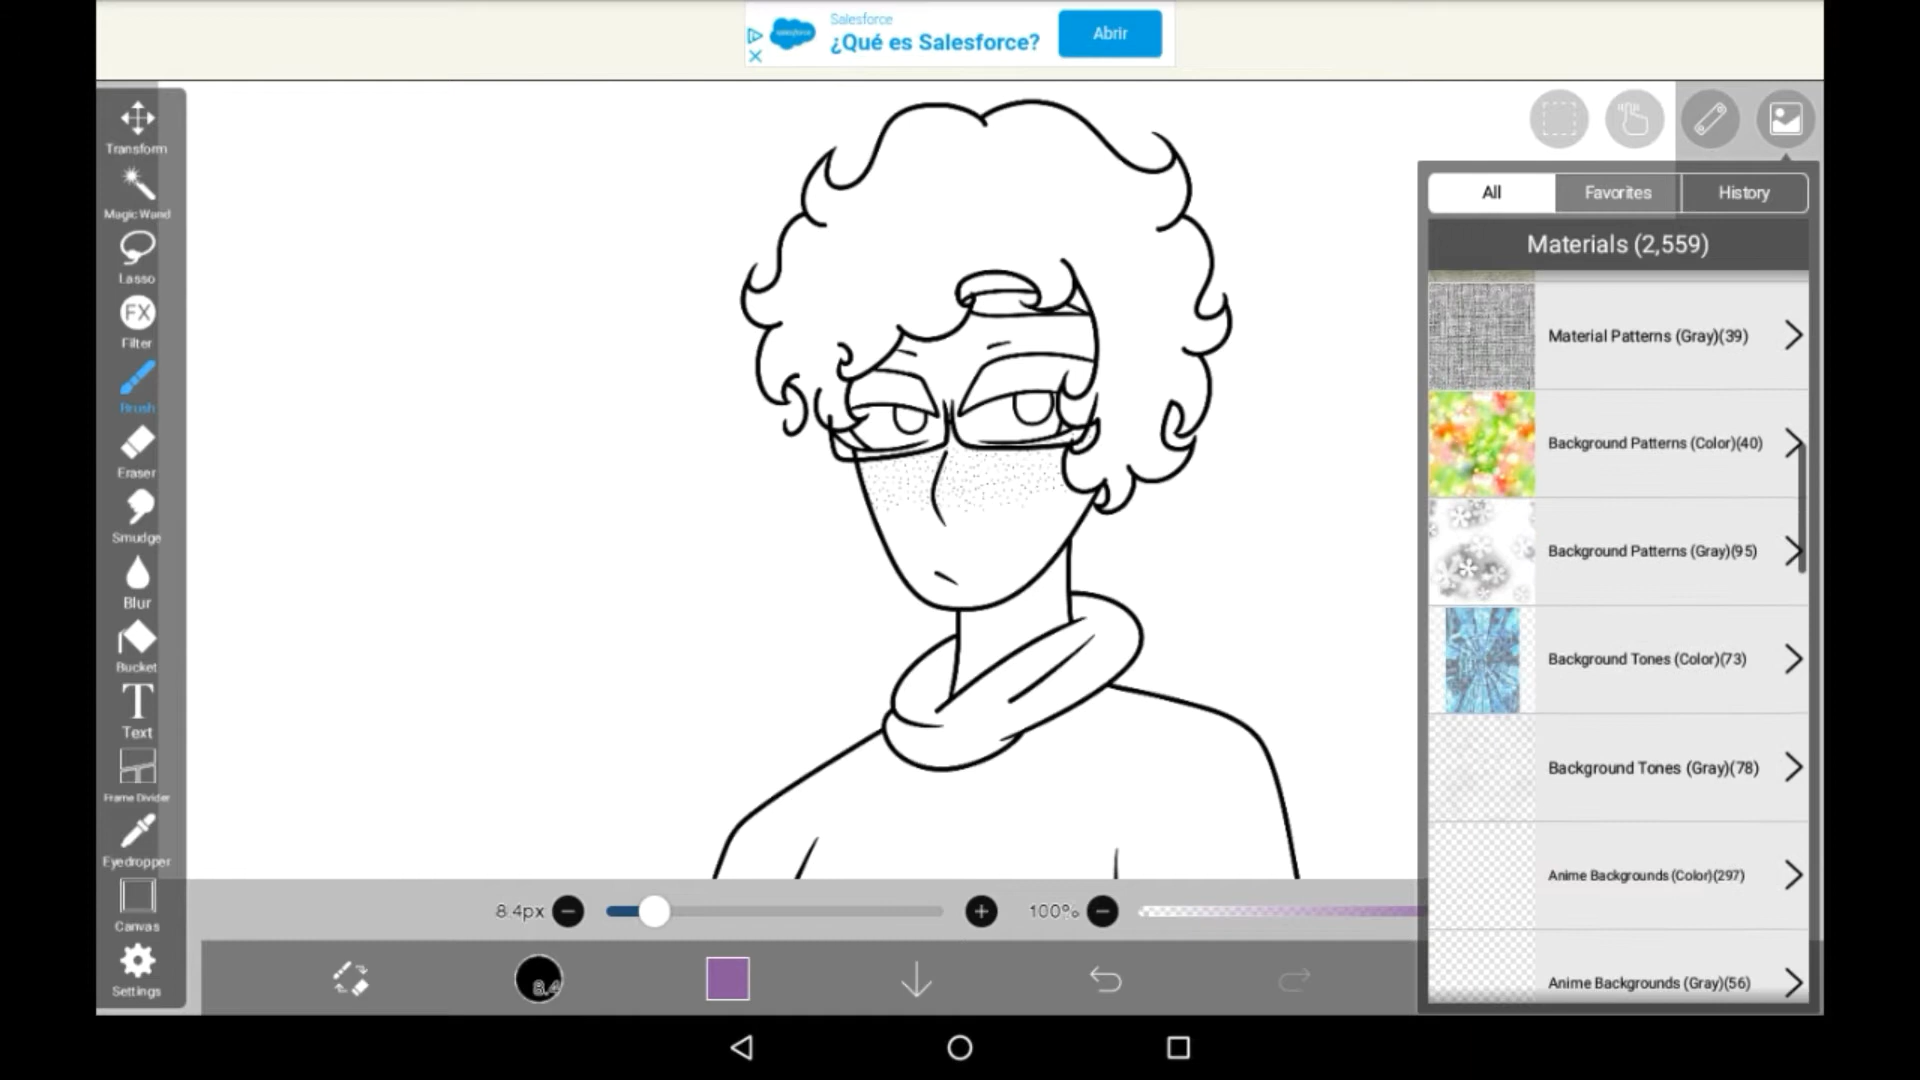 Salesforce
salesforce
¿Qué es Salesforce?
Abrir
Transform
Magic Wand
Lasso
FX
Filter
Brush
Eraser
Smudge
Blur
Bucket
T
Text
Frame Divider
Eyedropper
Canvas
Settings
All
Favorites
History
Materials (2,559)
Material Patterns (Gray)(39)
Background Patterns (Color)(40)
Background Patterns (Gray)(95)
Background Tones (Color)(73)
Background Tones (Gray)(78)
Anime Backgrounds (Color)(297)
Anime Backgrounds (Gray)(56)
8.4px
100%
8.4